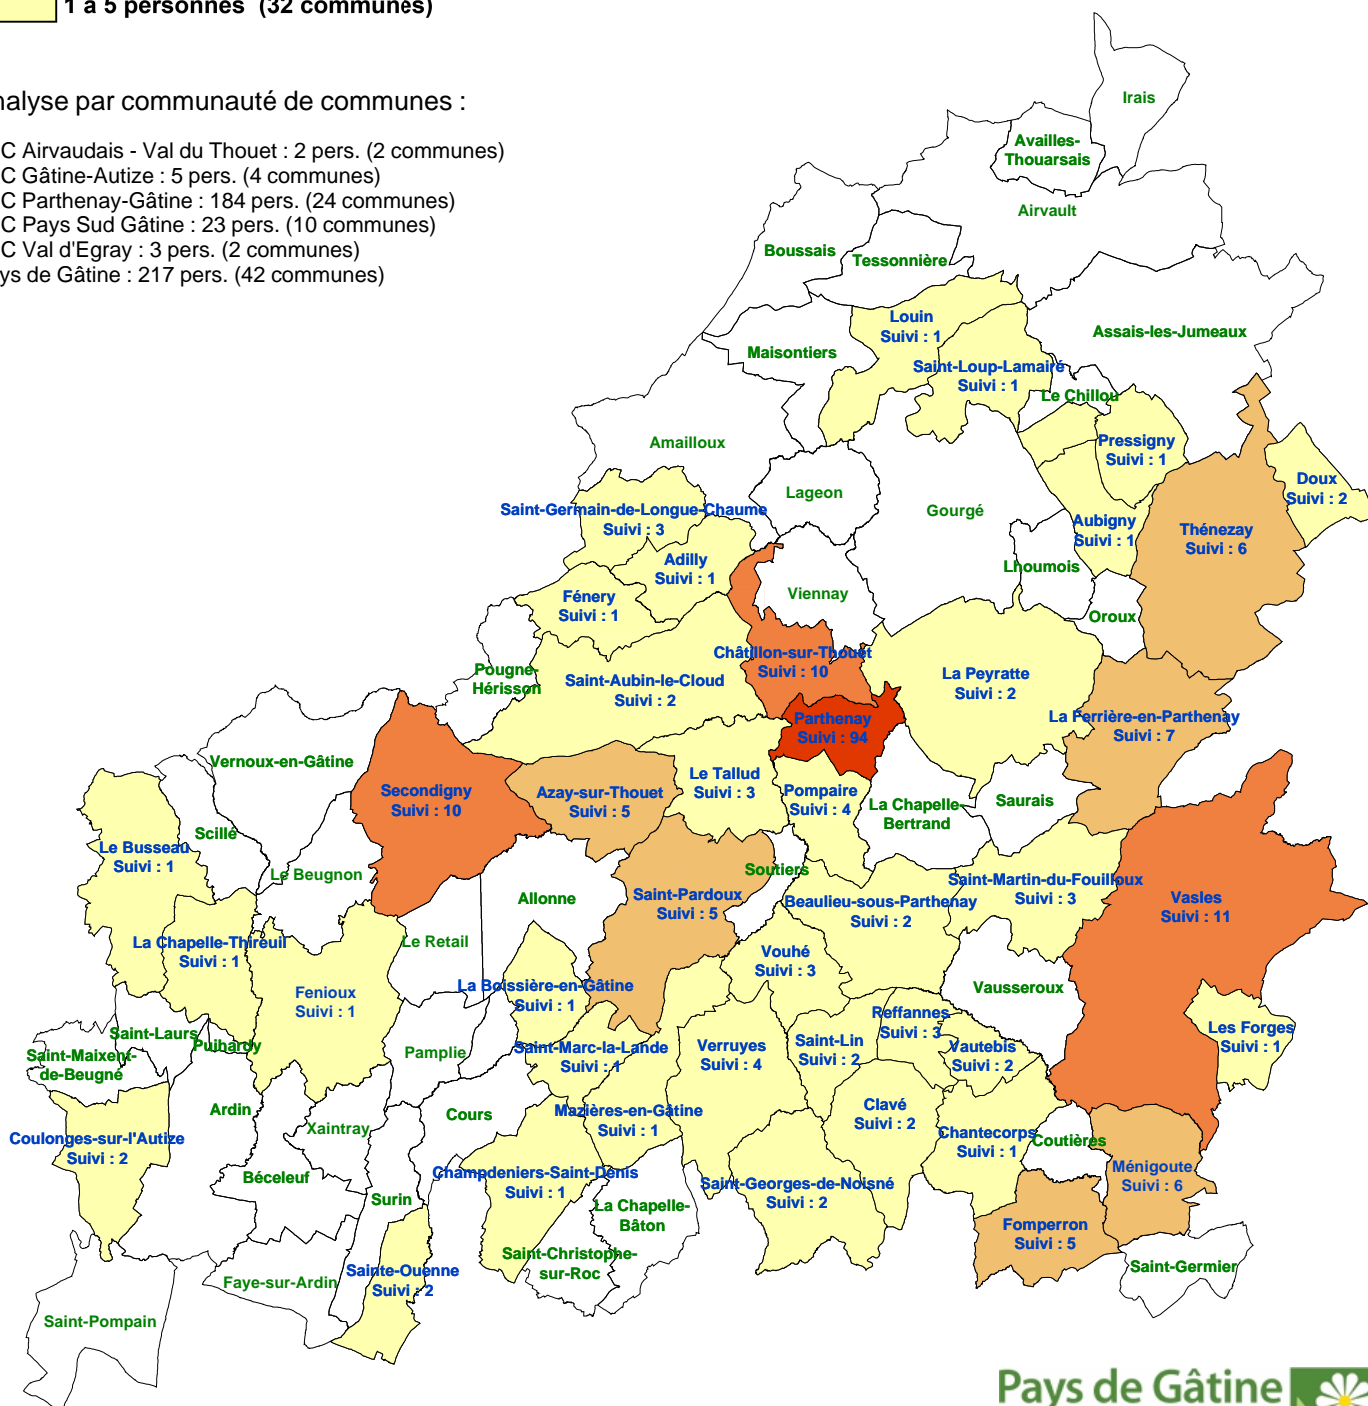 1 à 5 personnes (32 communes)
nalyse par communauté de communes :
C Airvaudais - Val du Thouet : 2 pers. (2 communes)
C Gâtine-Autize : 5 pers. (4 communes)
C Parthenay-Gâtine : 184 pers. (24 communes)
C Pays Sud Gâtine : 23 pers. (10 communes)
C Val d'Egray : 3 pers. (2 communes)
ys de Gâtine : 217 pers. (42 communes)
Irais
Availles-
Thouarsais
Airvault
Boussais
Tessonnière
Louin
Suivi : 1
Assais-les-Jumeaux
Maisontiers
Saint-Loup-Lamairé
Suivi : 1
Le Chillou
Amailloux
Pressigny
Suivi : 1
Doux
Suivi : 2
Lageon
Gourgé
Saint-Germain-de-Longue-Chaume
Suivi : 3
Aubigny
Suivi : 1
Thénezay
Suivi : 6
Adilly
Suivi : 1
Lhoumois
Viennay
Fénery
Suivi : 1
Oroux
Châtillon-sur-Thouet
Suivi : 10
Pougne-
Hérisson
Saint-Aubin-le-Cloud
Suivi : 2
La Peyratte
Suivi : 2
Parthenay
Suivi : 94
La Ferrière-en-Parthenay
Suivi : 7
Vernoux-en-Gâtine
Le Tallud
Suivi : 3
Secondigny
Suivi : 10
Azay-sur-Thouet
Suivi : 5
Pompaire
Suivi : 4
La Chapelle-
Bertrand
Saurais
Scillé
Le Busseau
Suivi : 1
Le Beugnon
Soutiers
Allonne
Saint-Pardoux
Suivi : 5
Beaulieu-sous-Parthenay
Suivi : 2
Saint-Martin-du-Fouilloux
Suivi : 3
Vasles
Suivi : 11
La Chapelle-Thireuil
Suivi : 1
Le Retail
Vouhé
Suivi : 3
Fenioux
Suivi : 1
La Boissière-en-Gâtine
Suivi : 1
Vausseroux
Saint-Laurs
Puihardy
Saint-Maixent-
de-Beugné
Pamplie
Saint-Marc-la-Lande
Suivi : 1
Verruyes
Suivi : 4
Saint-Lin
Suivi : 2
Reffannes
Suivi : 3
Vautebis
Suivi : 2
Les Forges
Suivi : 1
Ardin
Xaintray
Cours
Mazières-en-Gâtine
Suivi : 1
Clavé
Suivi : 2
Chantecorps
Suivi : 1
Coutières
Coulonges-sur-l'Autize
Suivi : 2
Béceleuf
Surin
Champdeniers-Saint-Denis
Suivi : 1
Saint-Georges-de-Noisné
Suivi : 2
Ménigoute
Suivi : 6
La Chapelle-
Bâton
Fomperron
Suivi : 5
Saint-Christophe-
sur-Roc
Saint-Germier
Faye-sur-Ardin
Sainte-Ouenne
Suivi : 2
Saint-Pompain
Pays de Gâtine